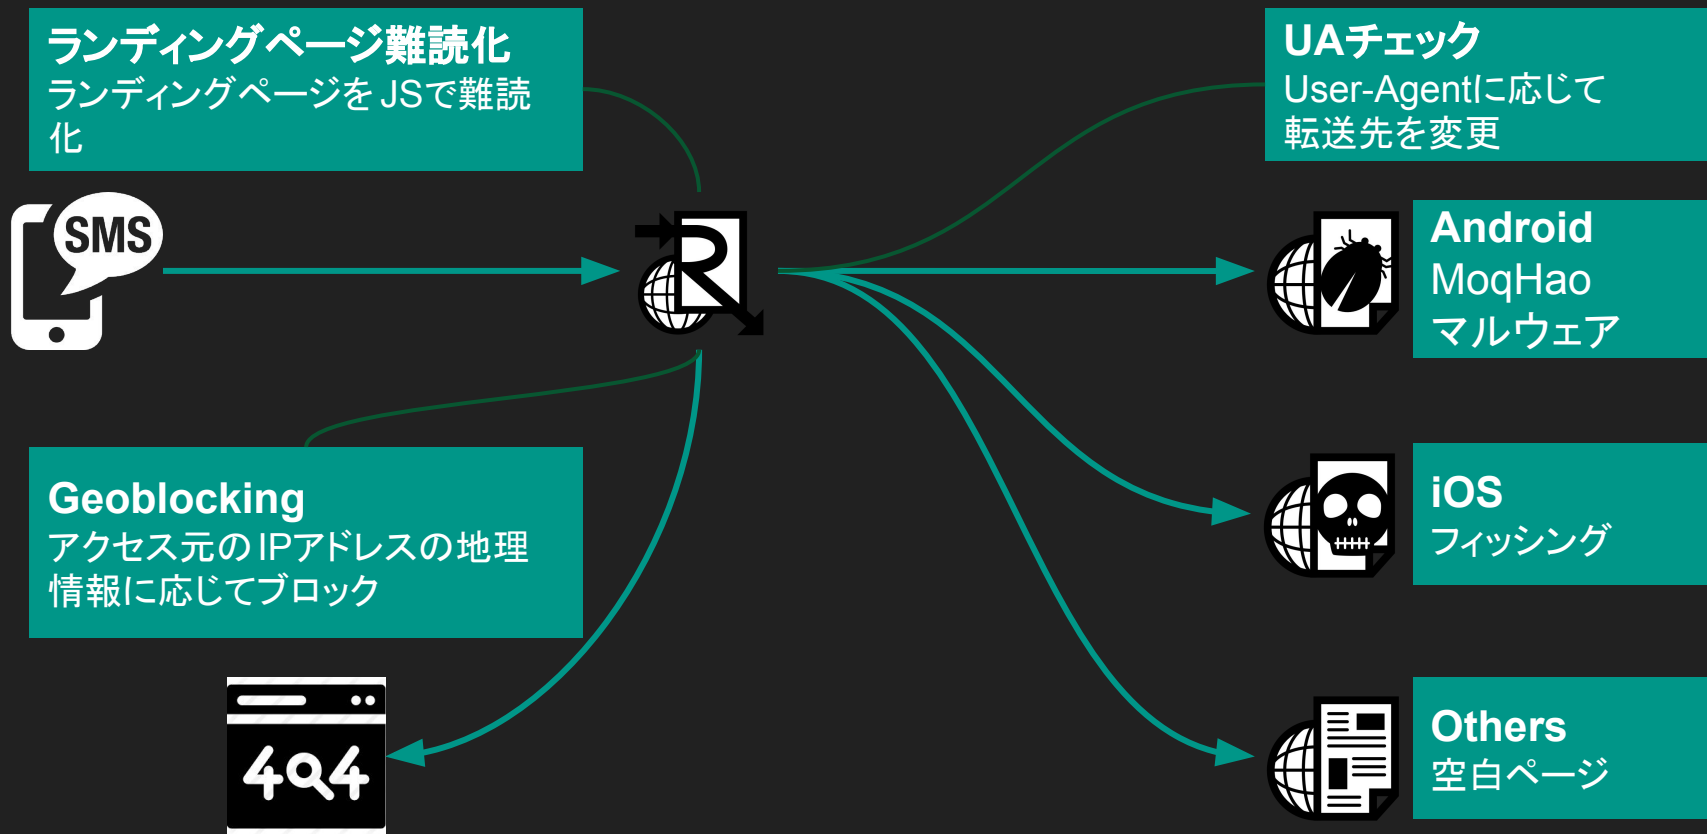 ランディングページ難読化
ランディングページをJSで難読
化
UAチェック
User-Agentに応じて
転送先を変更
SMS
R
Android
MoqHao
マルウェア
Geoblocking
アクセス元のIPアドレスの地理
情報に応じてブロック
iOS
フィッシング
404
Others
空白ページ